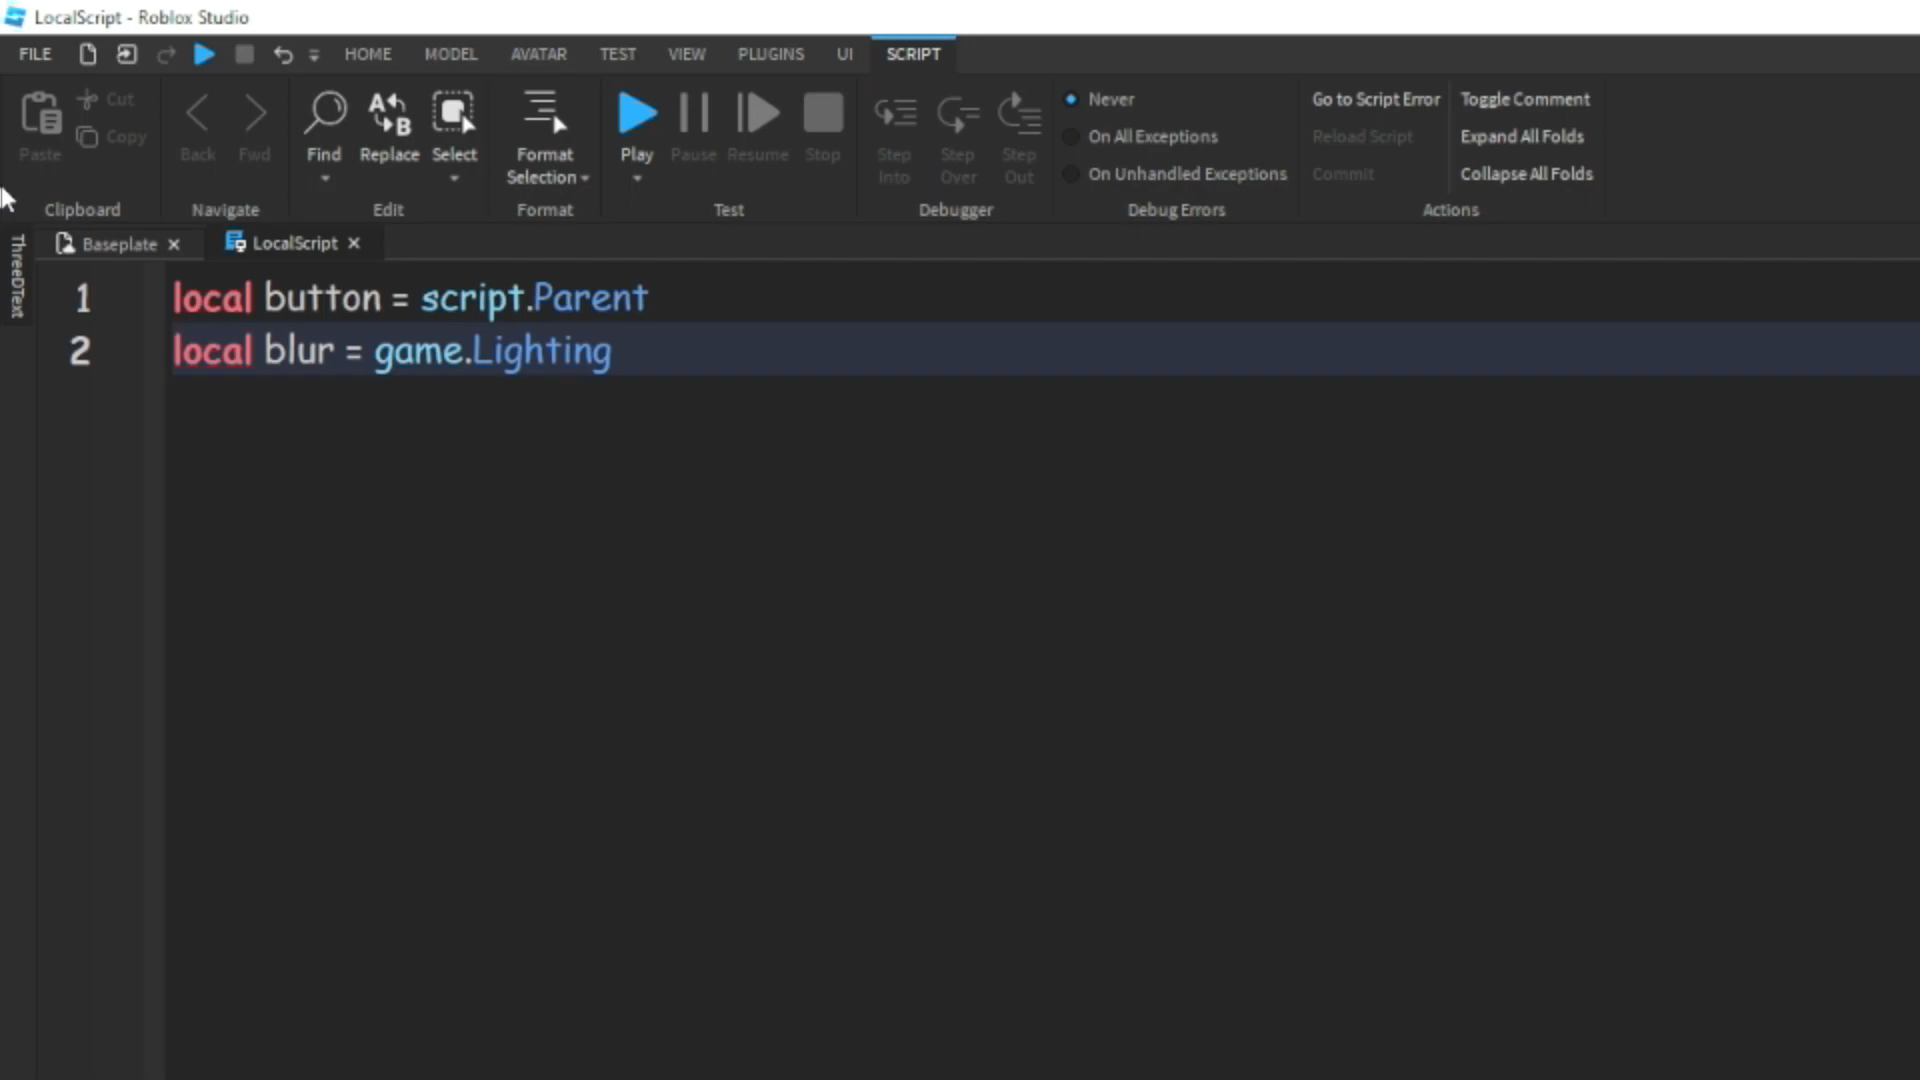 LocalScript - Roblox Studio
FILE HOME MODEL AVATAR TEST VIEW PLUGINS UI SCRIPT
Paste
Cut
Copy
Clipboard
Back Fwd
Navigate
Find Replace Select
Edit
Format
Selection
Format
Play Pause Resume Stop
Test
Step
Into
Step
Over
Step
Out
Debugger
Never
On All Exceptions
On Unhandled Exceptions
Debug Errors
Go to Script Error
Reload Script
Commit
Toggle Comment
Expand All Folds
Collapse All Folds
Actions
ThreeDText
Baseplate LocalScript
1 local button = script.Parent
2 local blur = game.Lighting